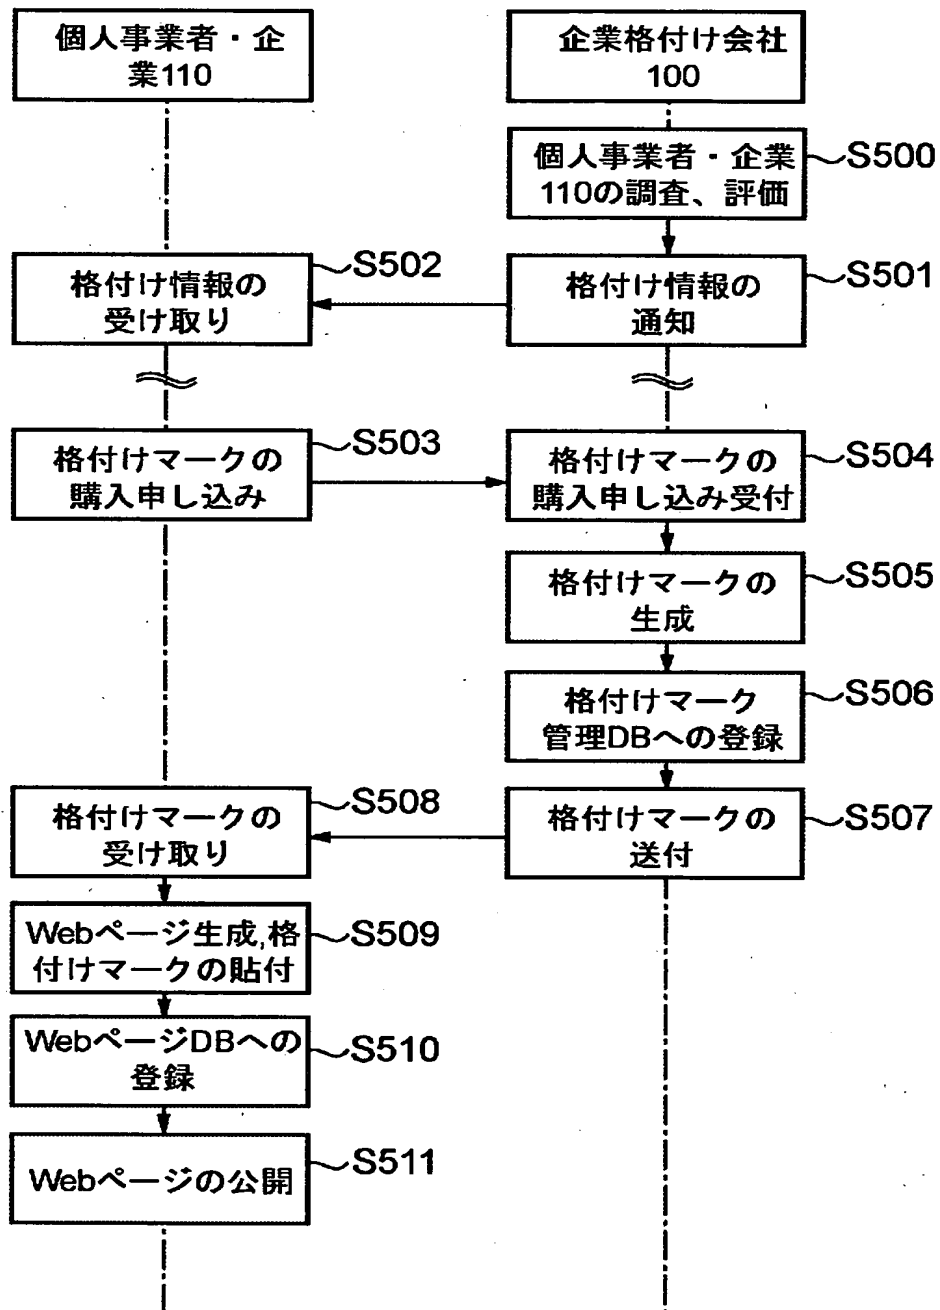 個人事業者・企
業110
企業格付け会社
100
個人事業者・企業
110の調査、評価
S500
格付け情報の
受け取り
S502
格付け情報の
通知
S501
格付けマークの
購入申し込み
S503
格付けマークの
購入申し込み受付
S504
格付けマークの
生成
S505
格付けマーク
管理DBへの登録
S506
格付けマークの
受け取り
S508
格付けマークの
送付
S507
Webページ生成,格
付けマークの貼付
S509
WebページDBへの
登録
S510
Webページの公開
S511